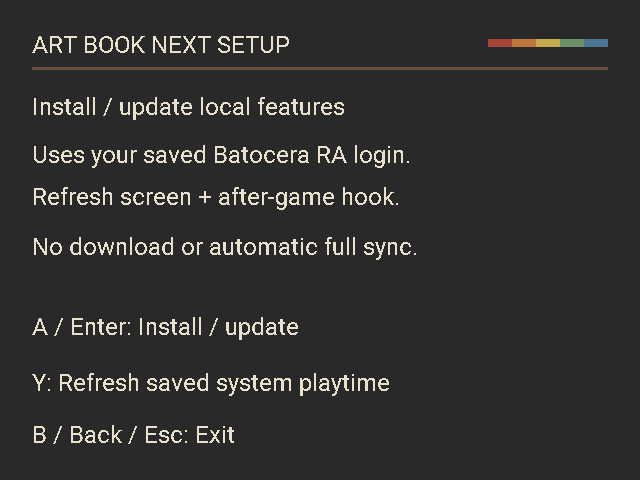 ART BOOK NEXT SETUP
Install / update local features
Uses your saved Batocera RA login.
Refresh screen + after-game hook.
No download or automatic full sync.
A / Enter: Install / update
Y: Refresh saved system playtime
B / Back / Esc: Exit